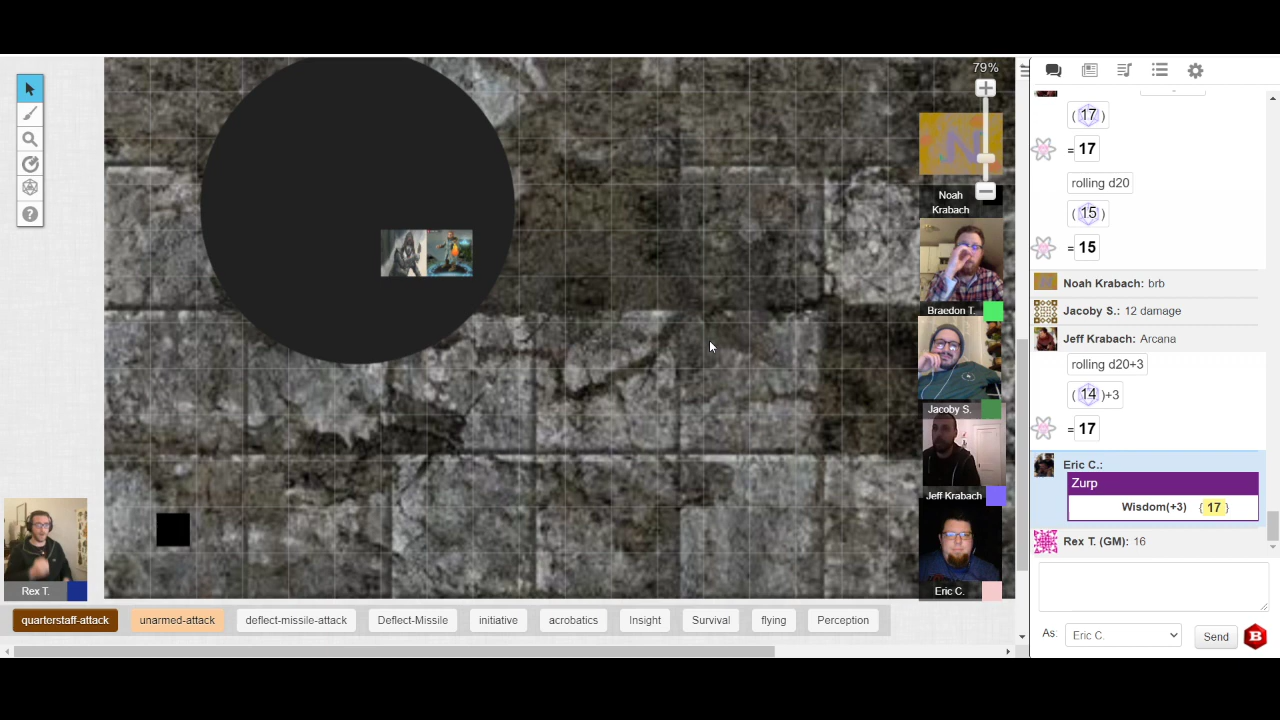 79%
Noah
Krabach
Braedon T.
Jacoby S.
Jeff Krabach
Eric C.
Rex T.
quarterstaff-attack
unarmed-attack
deflect-missile-attack
Deflect-Missile
initiative
acrobatics
Insight
Survival
flying
Perception
(17)
=17
rolling d20
(15)
=15
Noah Krabach: brb
Jacoby S.: 12 damage
Jeff Krabach: Arcana
rolling d20+3
(14)+3
=17
Eric C.:
Zurp
Wisdom(+3) {17}
Rex T. (GM): 16
As: Eric C. Send